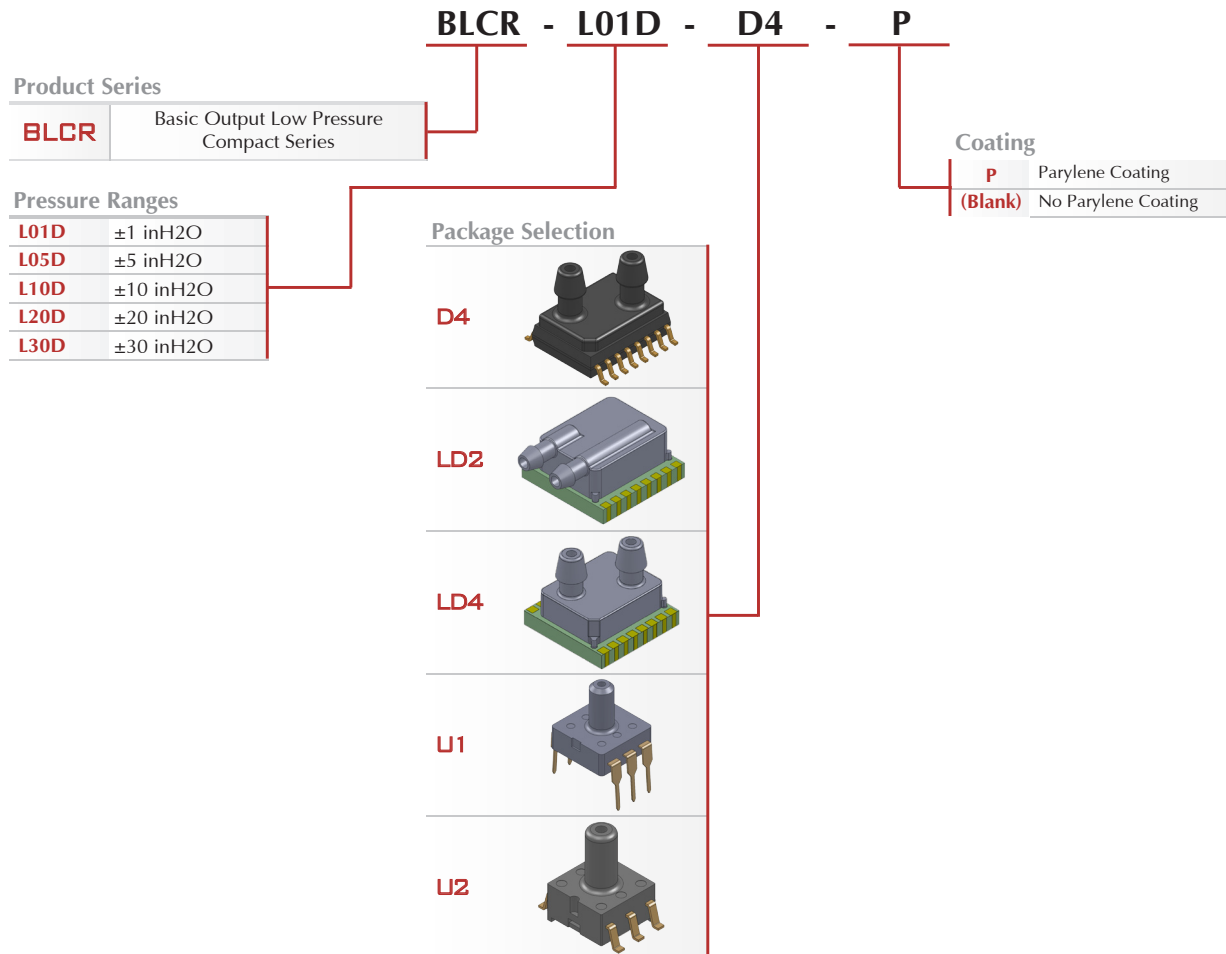 BLCR - L01D - D4 - P
Product Series
BLCR Basic Output Low Pressure
Compact Series
Coating
P Parylene Coating
(Blank) No Parylene Coating
Pressure Ranges
L01D ±1 inH2O
L05D ±5 inH2O
L10D ±10 inH2O
L20D ±20 inH2O
L30D ±30 inH2O
Package Selection
D4
LD2
LD4
U1
U2